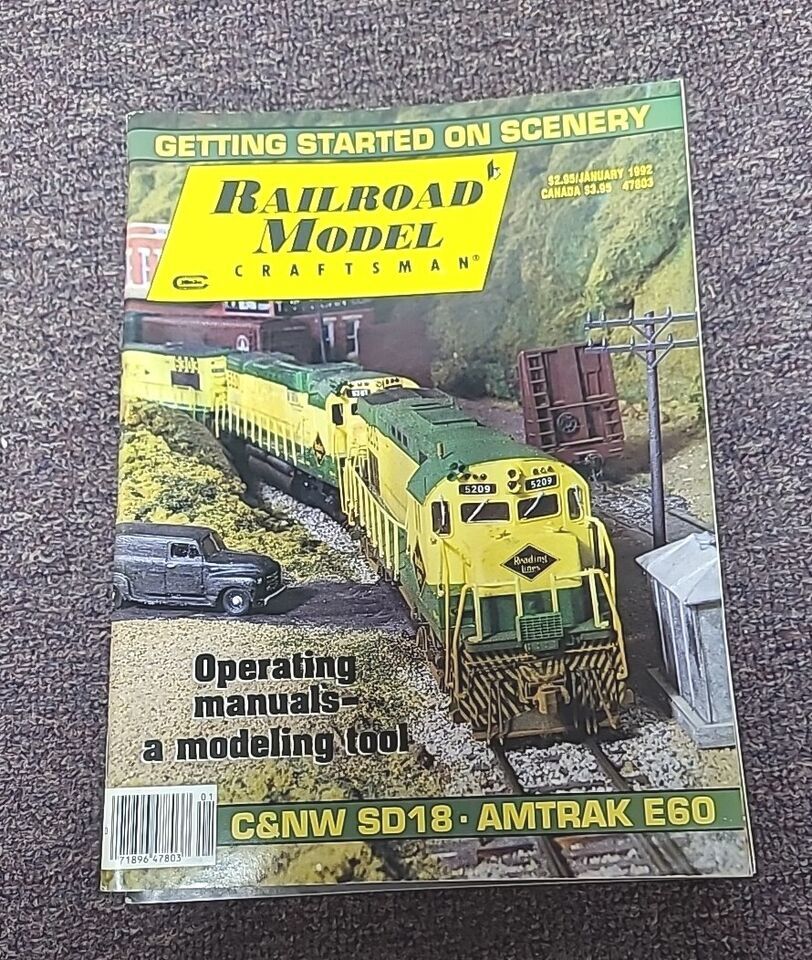 GETTING STARTED ON SCENERY
RAILROAD
MODEL
CRAFTSMAN®
$2.95/JANUARY 1992
CANADA $3.95 47803
5209
5209
Reading
Lines
Operating
manuals-
a modeling tool
C&NW SD18 · AMTRAK E60
01
71896 47803